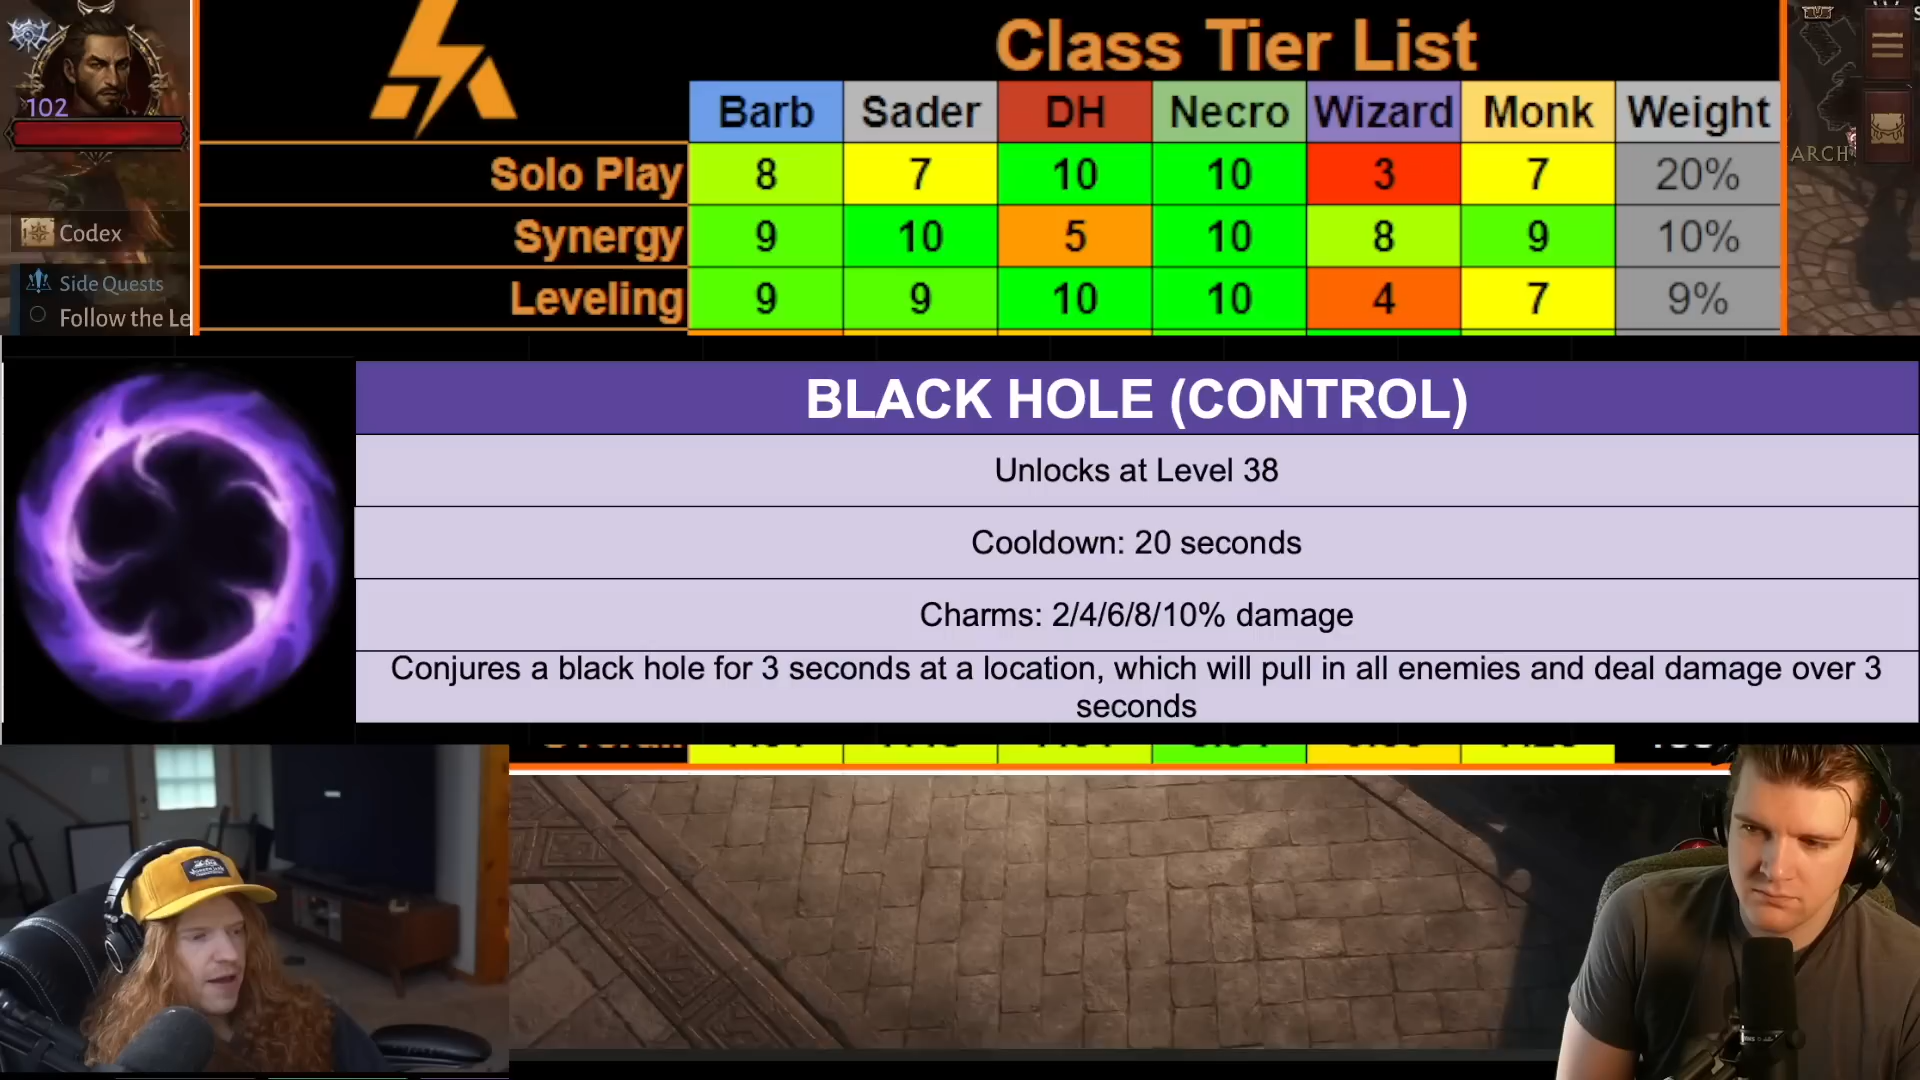 Class Tier List
Barb Sader DH Necro Wizard Monk Weight
Solo Play 8 7 10 10 3 7 20%
Synergy 9 10 5 10 8 9 10%
Leveling 9 9 10 10 4 7 9%
102
ARCH
Codex
Side Quests
Follow the Le
BLACK HOLE (CONTROL)
Unlocks at Level 38
Cooldown: 20 seconds
Charms: 2/4/6/8/10% damage
Conjures a black hole for 3 seconds at a location, which will pull in all enemies and deal damage over 3
seconds